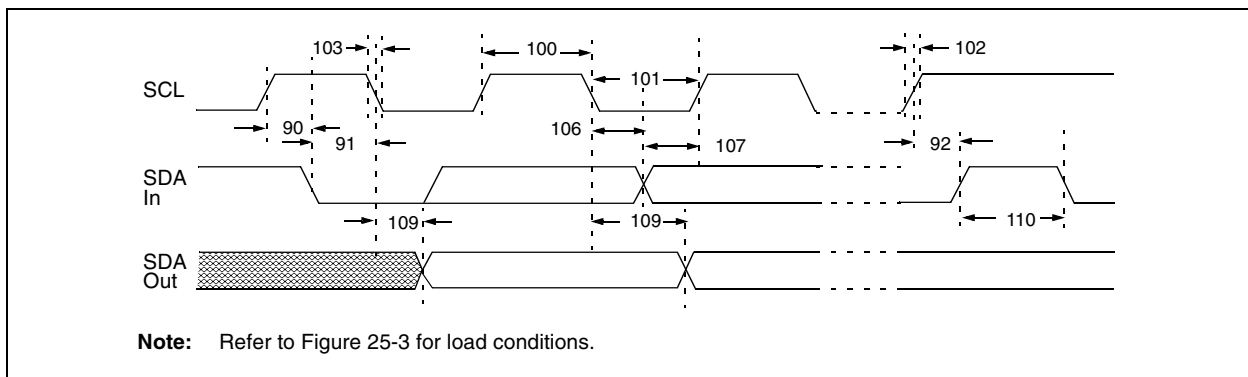 103
100
101
102
SCL
90
91
106
107
92
SDA
In
109
109
110
SDA
Out
Note: Refer to Figure 25-3 for load conditions.